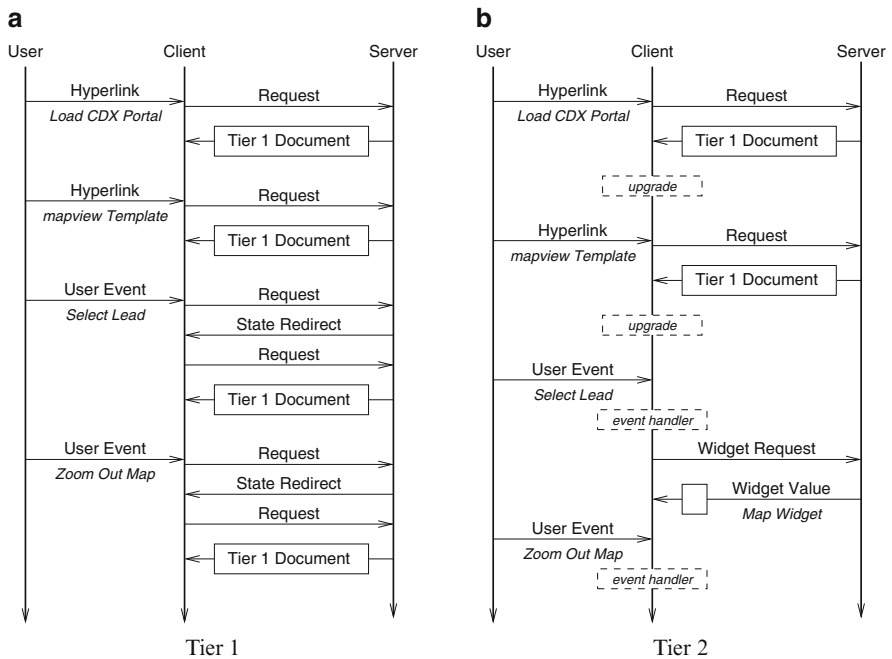 a
User Client Server
Hyperlink
Load CDX Portal
Request
Tier 1 Document
Hyperlink
mapview Template
Request
Tier 1 Document
User Event
Select Lead
Request
State Redirect
Request
Tier 1 Document
User Event
Zoom Out Map
Request
State Redirect
Request
Tier 1 Document
Tier 1
b
User Client Server
Hyperlink
Load CDX Portal
Request
Tier 1 Document
upgrade
Hyperlink
mapview Template
Request
Tier 1 Document
upgrade
User Event
Select Lead
event handler
Widget Request
Widget Value
Map Widget
User Event
Zoom Out Map
event handler
Tier 2